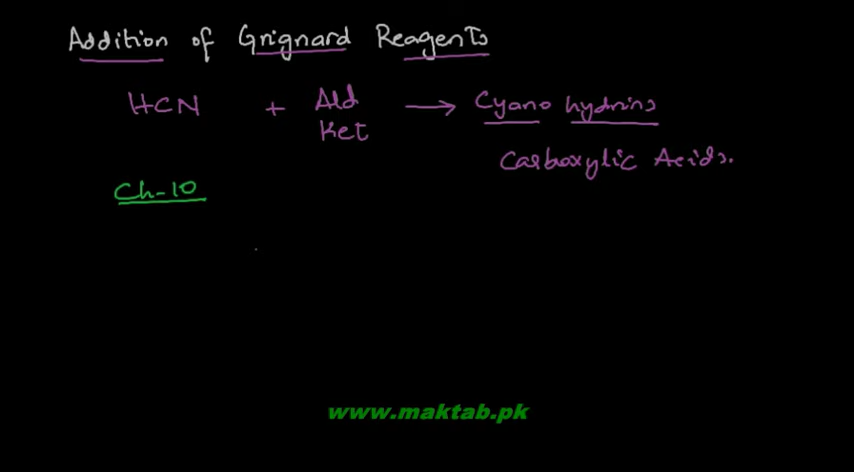 Addition of Grignard Reagents
HCN + Ald → Cyano hydrins
Ket
Carboxylic Acids.
Ch-10
www.maktab.pk